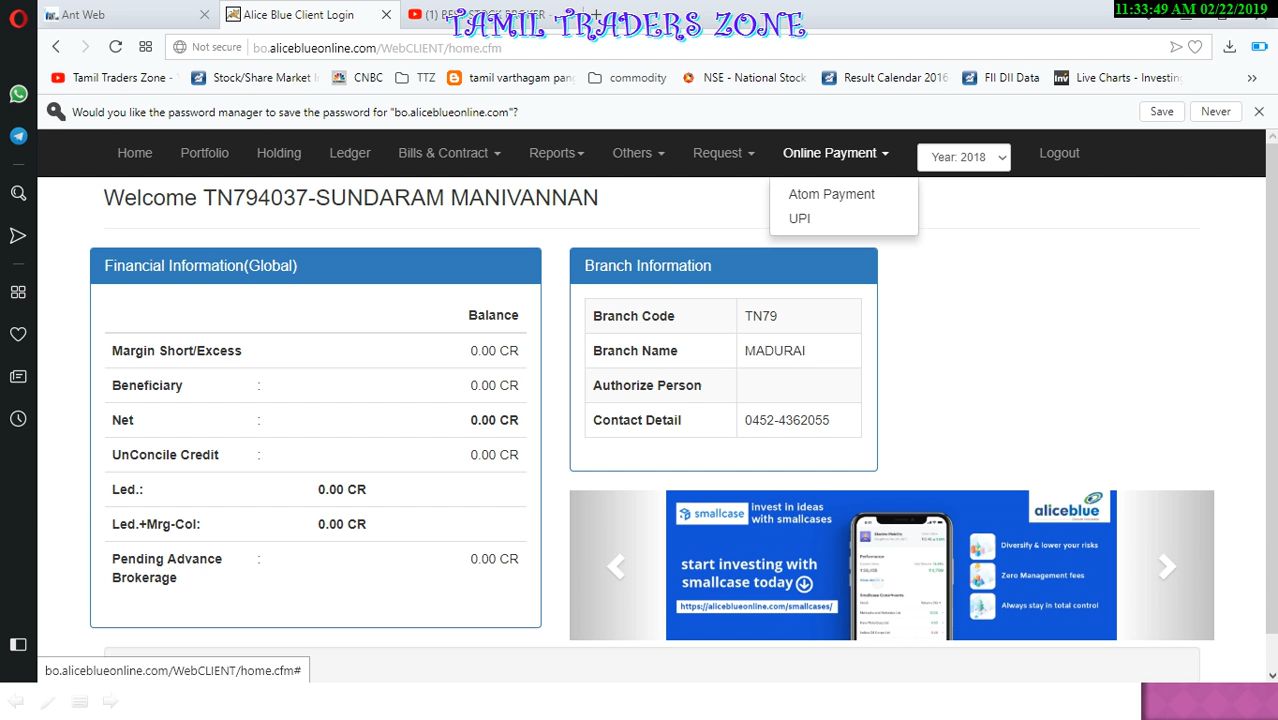 11:33:49 AM 02/22/2019
Ant Web
Alice Blue Client Login
TAMIL TRADERS ZONE
Not secure
bo.aliceblueonline.com/WebCLIENT/home.cfm
Tamil Traders Zone -
Stock/Share Market In
CNBC
TTZ
tamil varthagam pan
commodity
NSE - National Stock
Result Calendar 2016
FII DII Data
Live Charts - Investing
Would you like the password manager to save the password for "bo.aliceblueonline.com"?
Save
Never
Home
Portfolio
Holding
Ledger
Bills & Contract
Reports
Others
Request
Online Payment
Year: 2018
Logout
Atom Payment
UPI
Welcome TN794037-SUNDARAM MANIVANNAN
Financial Information(Global)
Balance
Margin Short/Excess 0.00 CR
Beneficiary : 0.00 CR
Net : 0.00 CR
UnConcile Credit : 0.00 CR
Led.: 0.00 CR
Led.+Mrg-Col: 0.00 CR
Pending Advance : 0.00 CR
Brokerage
Branch Information
Branch Code TN79
Branch Name MADURAI
Authorize Person
Contact Detail 0452-4362055
smallcase
invest in ideas
with smallcases
start investing with
smallcase today
https://aliceblueonline.com/smallcases/
aliceblue
Diversify & lower your risks
Zero Management fees
Always stay in total control
bo.aliceblueonline.com/WebCLIENT/home.cfm#